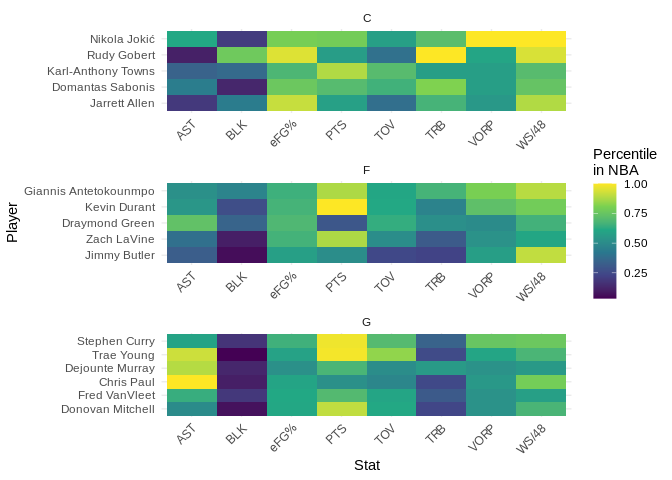 C
Nikola Jokić
Rudy Gobert
Karl-Anthony Towns
Domantas Sabonis
Jarrett Allen
AST BLK eFG% PTS TOV TRB VORP WS/48
F
Giannis Antetokounmpo
Kevin Durant
Draymond Green
Zach LaVine
Jimmy Butler
AST BLK eFG% PTS TOV TRB VORP WS/48
G
Stephen Curry
Trae Young
Dejounte Murray
Chris Paul
Fred VanVleet
Donovan Mitchell
AST BLK eFG% PTS TOV TRB VORP WS/48
Stat
Player
Percentile
in NBA
1.00
0.75
0.50
0.25